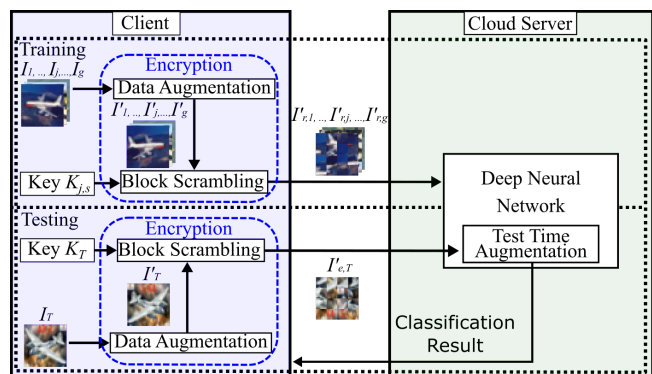 Client
Cloud Server
Training
I1, .., Ij,...,Ig
Encryption
Data Augmentation
I'1, .., I'j,...,I'g
I'r,1, .., I'r,j, ...,I'r,g
Key Kj,s
Block Scrambling
Deep Neural
Network
Testing
Encryption
Key KT
Block Scrambling
Test Time
Augmentation
I'T
I'e,T
IT
Data Augmentation
Classification
Result